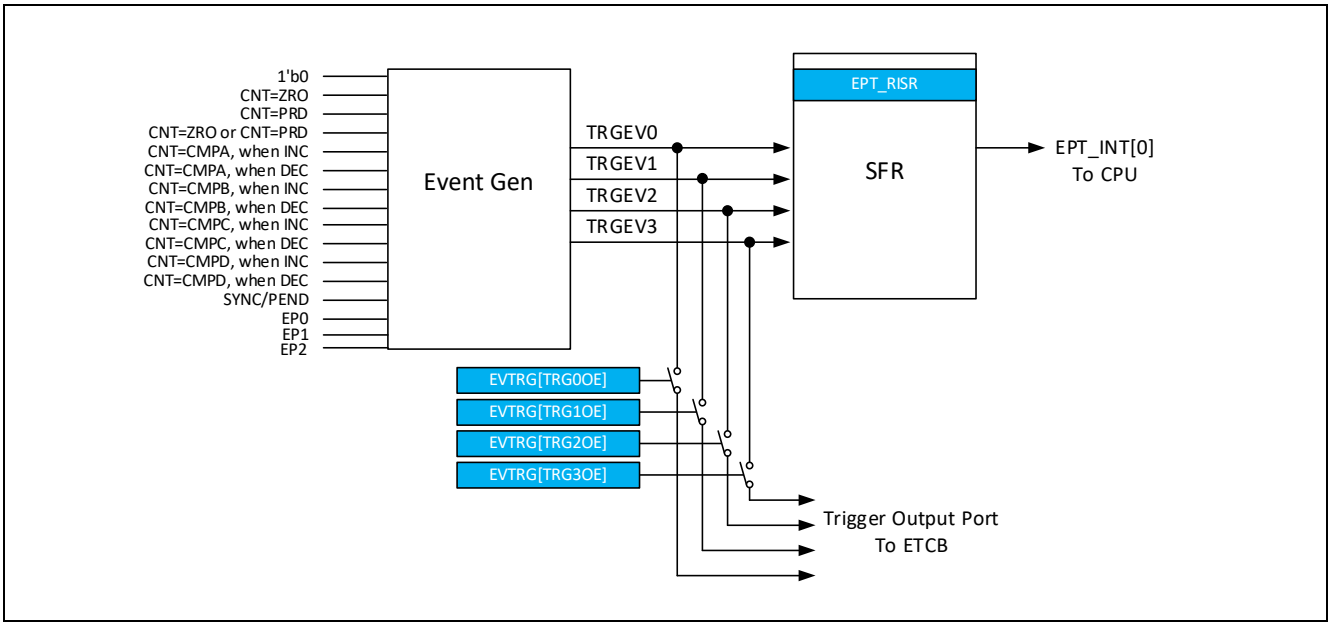 1'b0
CNT=ZRO
CNT=PRD
CNT=ZRO or CNT=PRD
CNT=CMPA, when INC
CNT=CMPA, when DEC
CNT=CMPB, when INC
CNT=CMPB, when DEC
CNT=CMPC, when INC
CNT=CMPC, when DEC
CNT=CMPD, when INC
CNT=CMPD, when DEC
SYNC/PEND
EP0
EP1
EP2
Event Gen
TRGEV0
TRGEV1
TRGEV2
TRGEV3
EPT_RISR
SFR
EPT_INT[0]
To CPU
EVTRG[TRG0OE]
EVTRG[TRG1OE]
EVTRG[TRG2OE]
EVTRG[TRG3OE]
Trigger Output Port
To ETCB